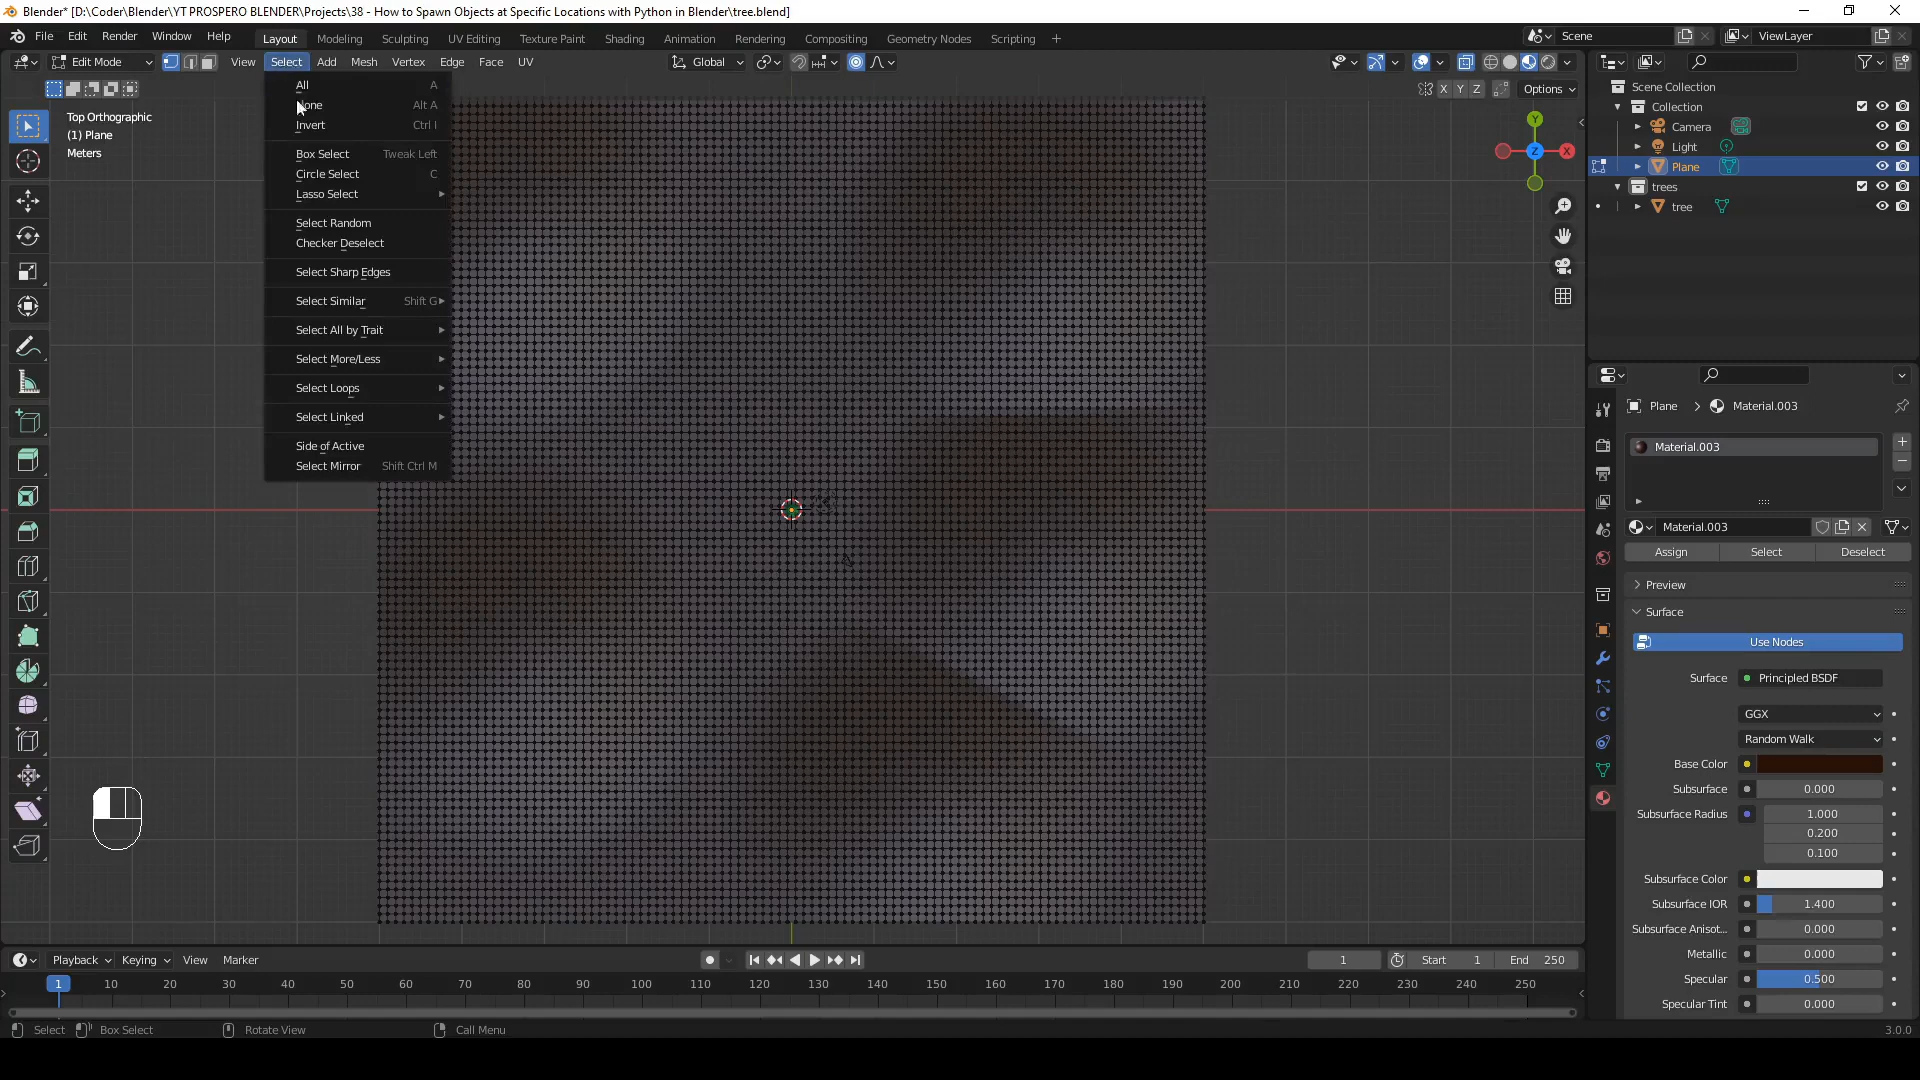 Blender* [D:\Coder\Blender\YT PROSPERO BLENDER\Projects\38 - How to Spawn Objects at Specific Locations with Python in Blender\tree.blend]
File Edit Render Window Help Layout Modeling Sculpting UV Editing Texture Paint Shading Animation Rendering Compositing Geometry Nodes Scripting + Scene ViewLayer
Edit Mode View Select Add Mesh Vertex Edge Face UV Global
X Y Z Options
Top Orthographic
(1) Plane
Meters
All A
None Alt A
Invert Ctrl I
Box Select Tweak Left
Circle Select C
Lasso Select
Select Random
Checker Deselect
Select Sharp Edges
Select Similar Shift G
Select All by Trait
Select More/Less
Select Loops
Select Linked
Side of Active
Select Mirror Shift Ctrl M
Y
Z X
Scene Collection
Collection
Camera
Light
Plane
trees
tree
Plane Material.003
Material.003
Material.003
Assign Select Deselect
Preview
Surface
Use Nodes
Surface Principled BSDF
GGX
Random Walk
Base Color
Subsurface 0.000
Subsurface Radius 1.000
0.200
0.100
Subsurface Color
Subsurface IOR 1.400
Subsurface Anisot... 0.000
Metallic 0.000
Specular 0.500
Specular Tint 0.000
Playback Keying View Marker 1 Start 1 End 250
1 10 20 30 40 50 60 70 80 90 100 110 120 130 140 150 160 170 180 190 200 210 220 230 240 250
Select Box Select Rotate View Call Menu 3.0.0